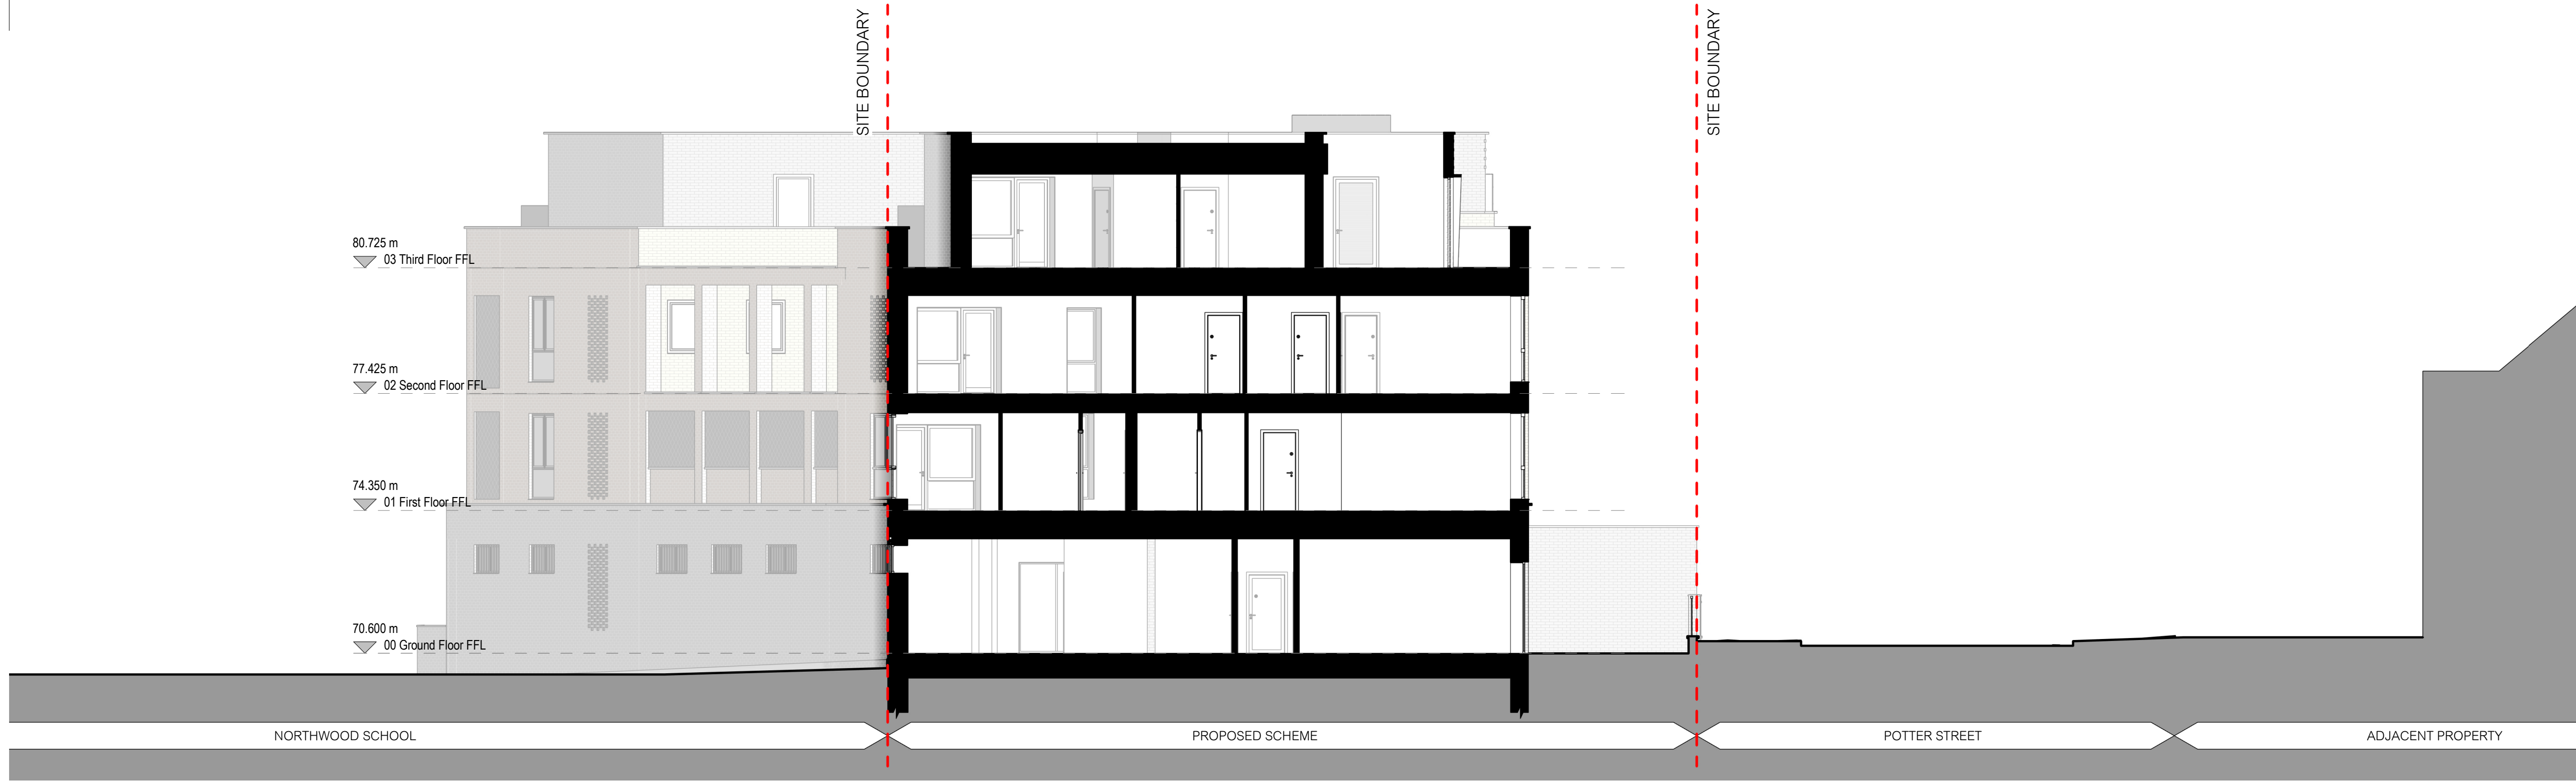 SITE BOUNDARY
SITE BOUNDARY
80.725 m
03 Third Floor FFL
77.425 m
02 Second Floor FFL
74.350 m
01 First Floor FFL
70.600 m
00 Ground Floor FFL
NORTHWOOD SCHOOL
PROPOSED SCHEME
POTTER STREET
ADJACENT PROPERTY